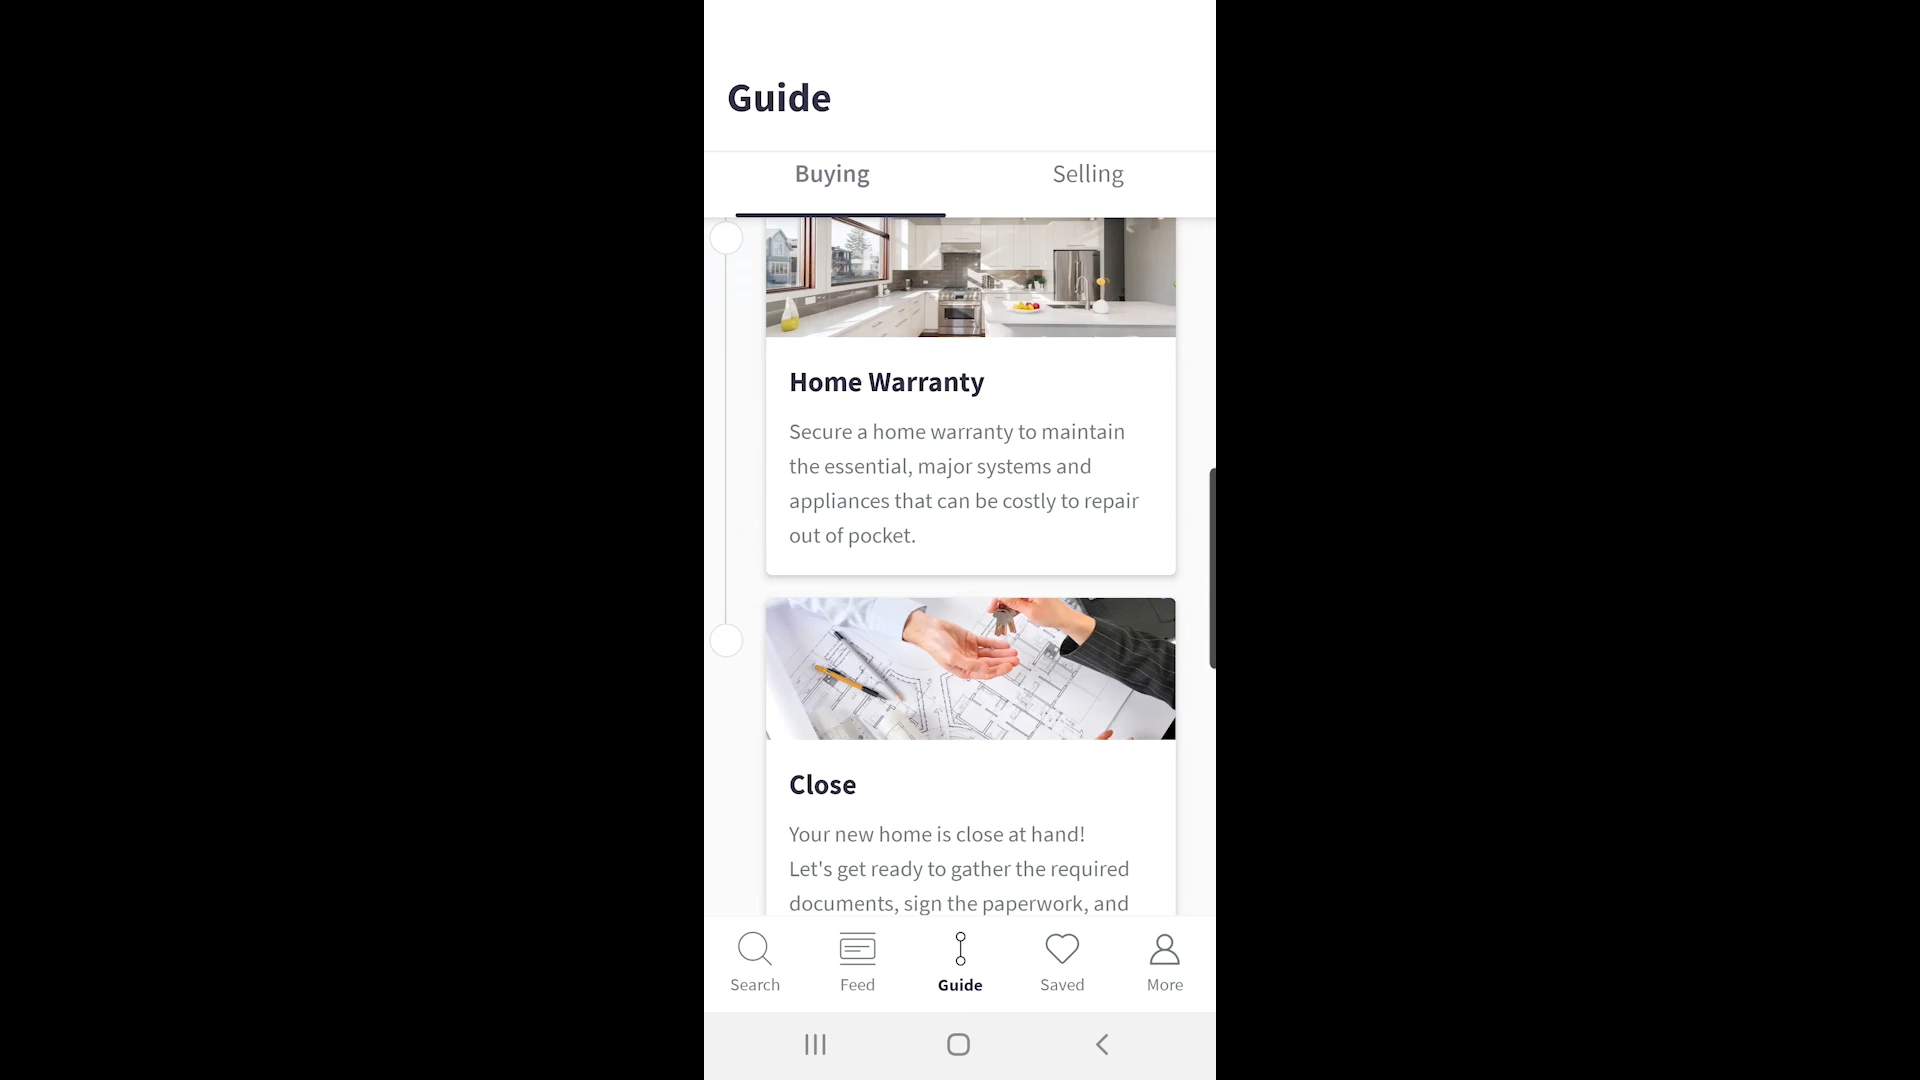 Guide
Buying
Selling
Home Warranty
Secure a home warranty to maintain
the essential, major systems and
appliances that can be costly to repair
out of pocket.
Close
Your new home is close at hand!
Let's get ready to gather the required
documents, sign the paperwork, and
Search
Feed
Guide
Saved
More